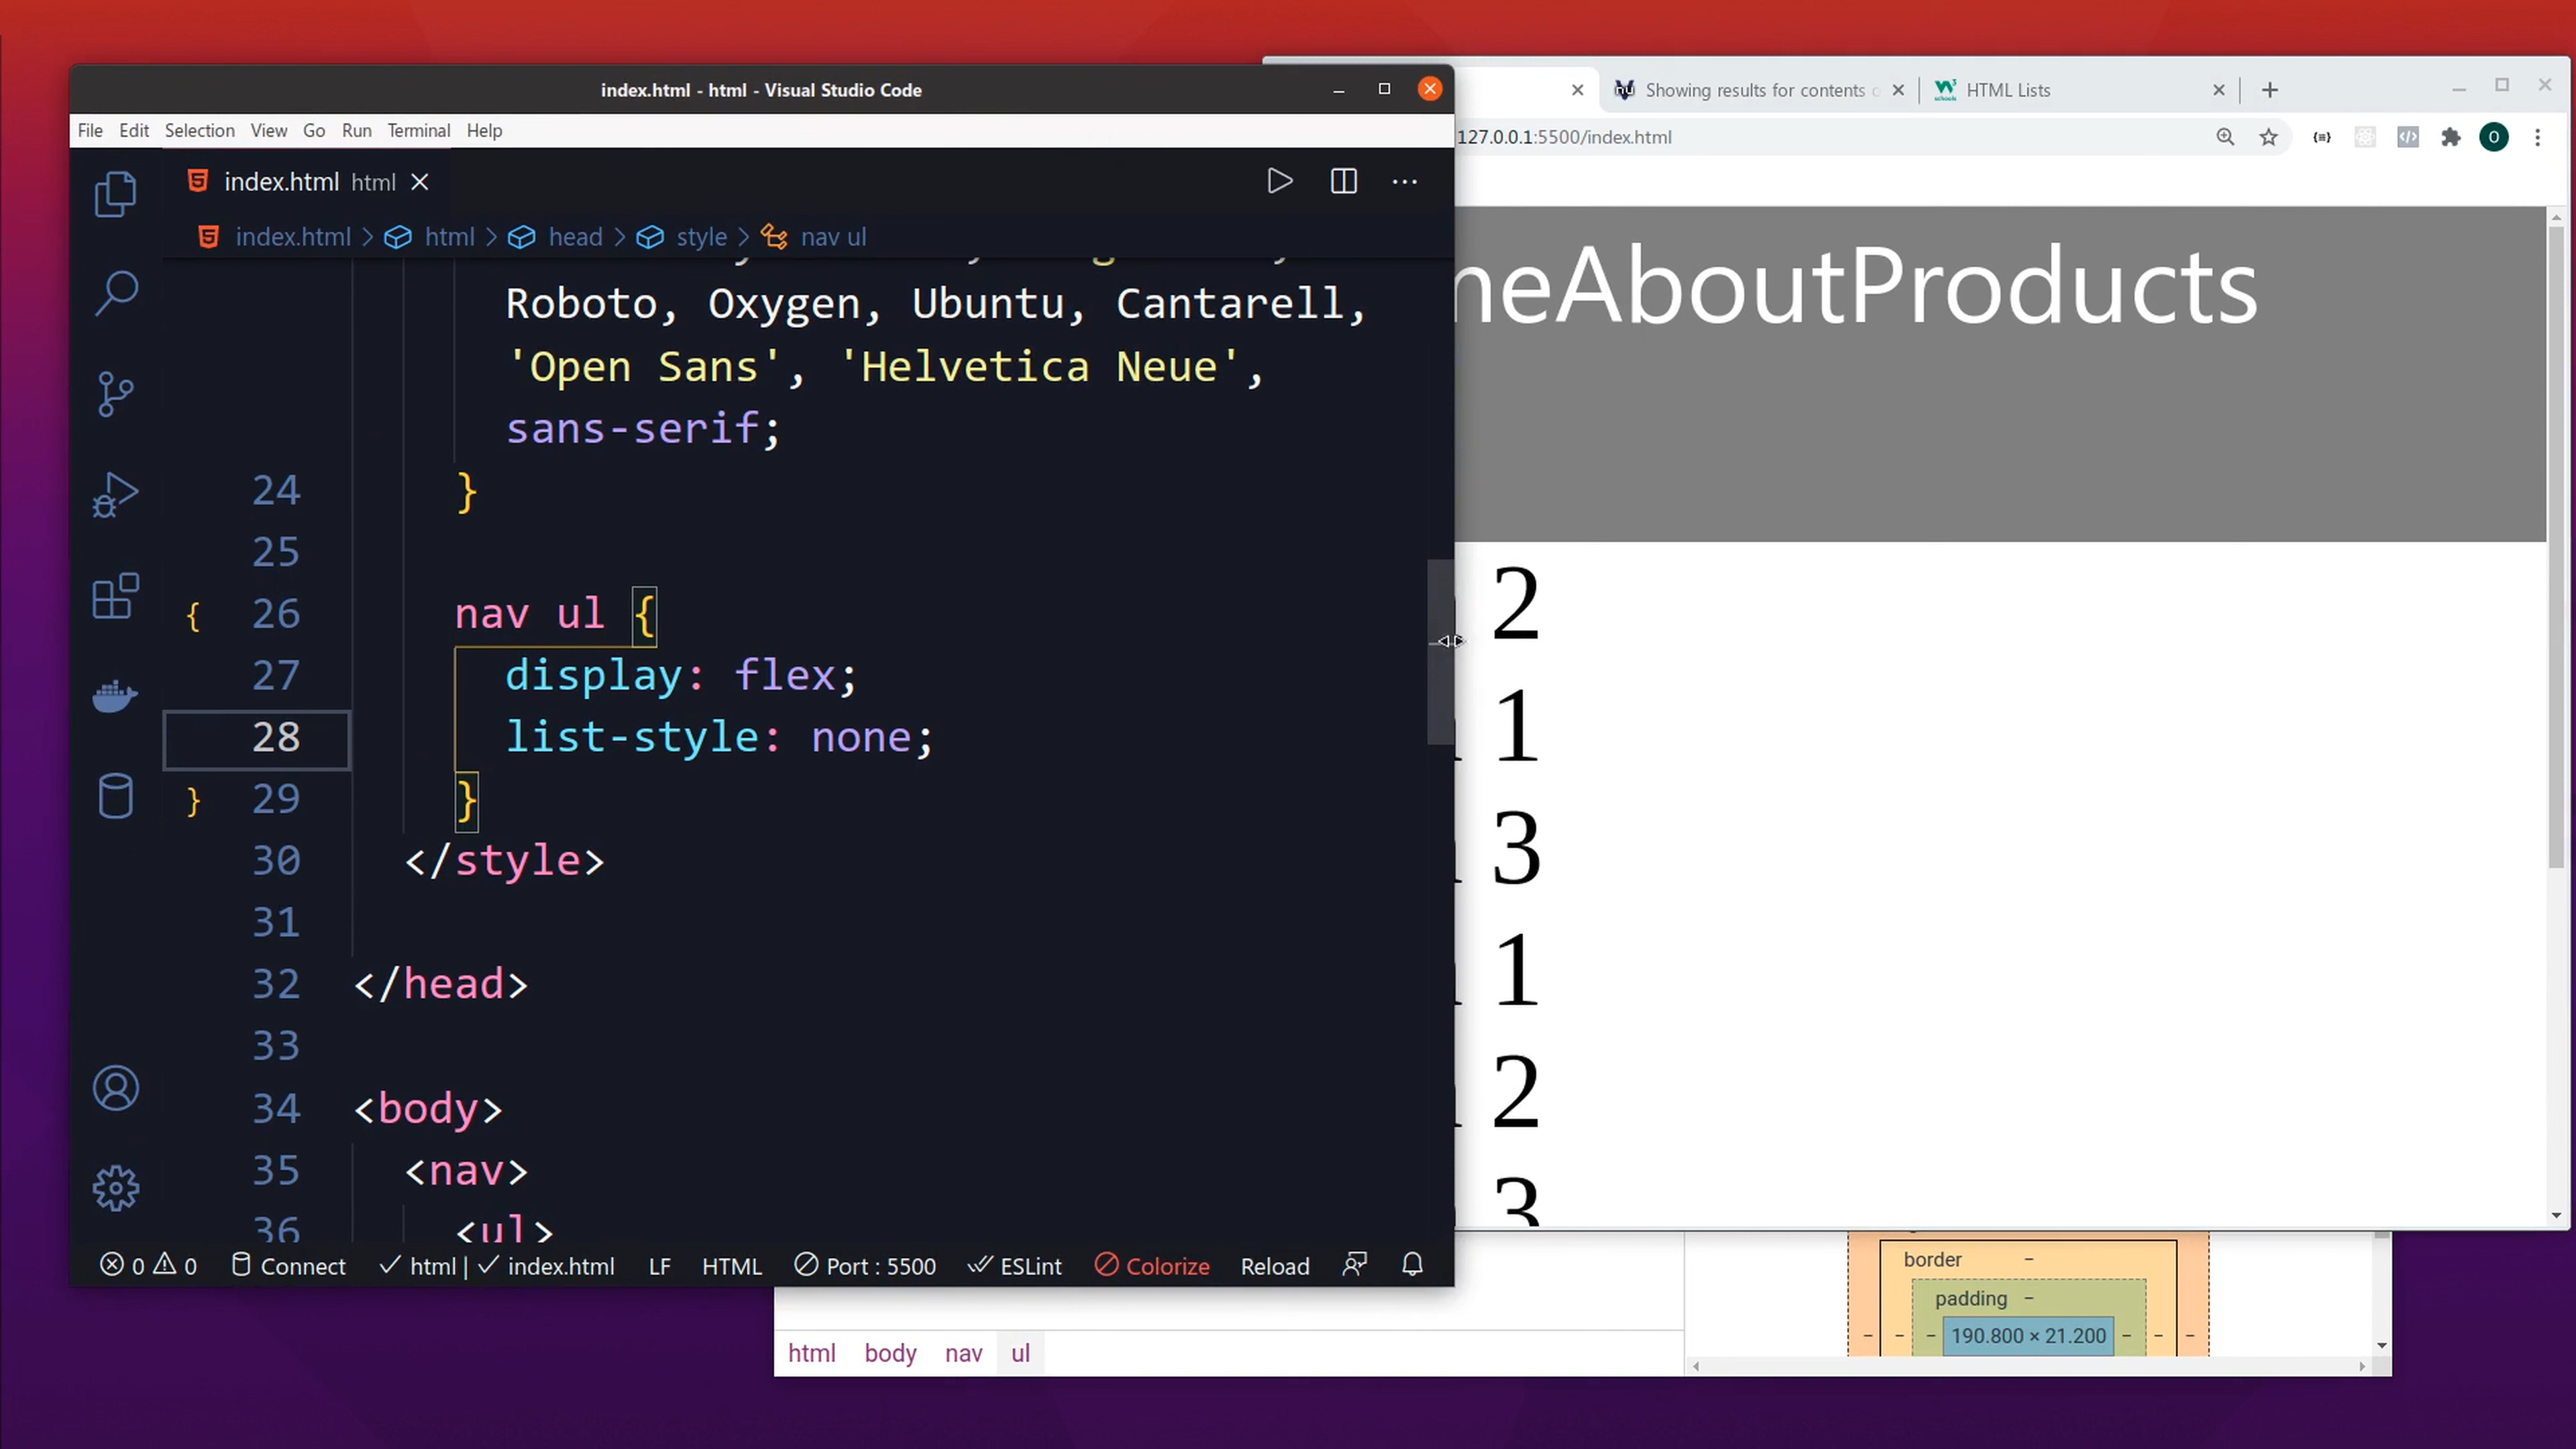 index.html - html - Visual Studio Code
File Edit Selection View Go Run Terminal Help
index.html html
index.html > html > head > style > nav ul
Roboto, Oxygen, Ubuntu, Cantarell,
'Open Sans', 'Helvetica Neue',
sans-serif;
24 }
25
{ 26 nav ul {
27 display: flex;
28 list-style: none;
} 29 }
30 </style>
31
32 </head>
33
34 <body>
35 <nav>
36 <ul>
0 0 Connect html | index.html LF HTML Port : 5500 ESLint Colorize Reload
Showing results for contents
HTML Lists
127.0.0.1:5500/index.html
O
meAboutProducts
2
1
3
1
2
3
html body nav ul
border -
padding -
- - - 190.800 × 21.200 - - -